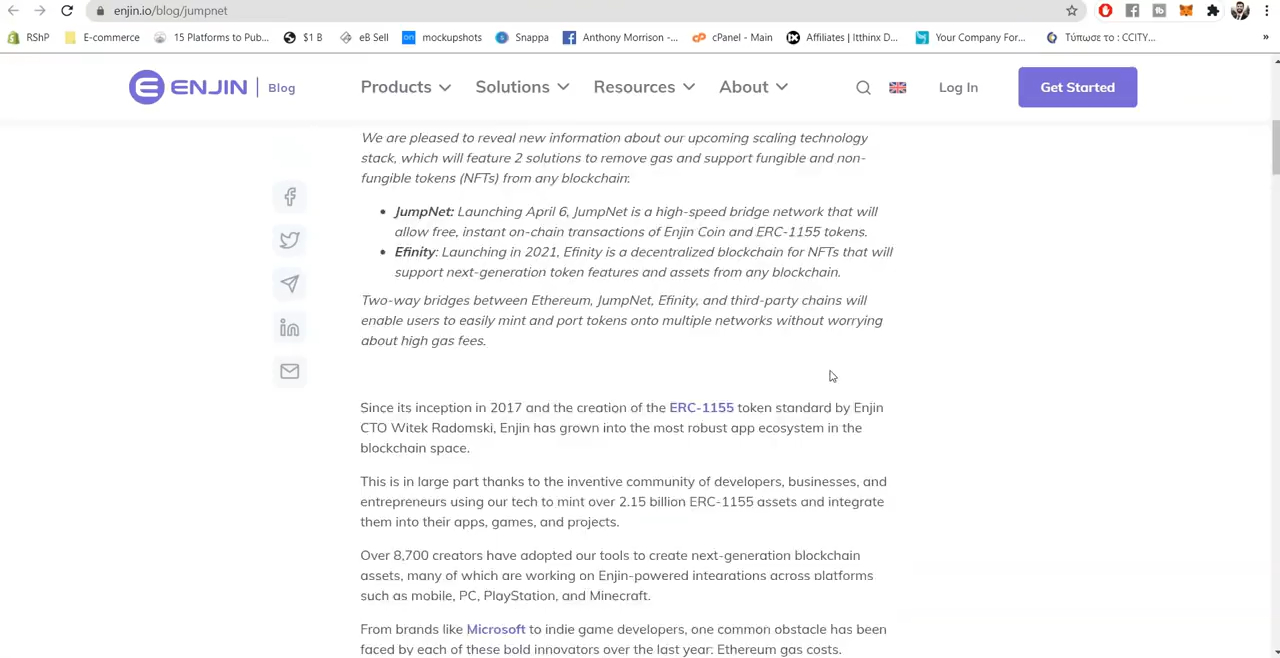 enjin.io/blog/jumpnet
RShP
E-commerce
15 Platforms to Pub...
$1 B
eB Sell
on
mockupshots
S
Snappa
Anthony Morrison -...
cP
cPanel - Main
Affiliates | Itthinx D...
Your Company For...
Τύπωσε το : CCITY...
»
ENJIN | Blog
Products
Solutions
Resources
About
Log In
Get Started
We are pleased to reveal new information about our upcoming scaling technology
stack, which will feature 2 solutions to remove gas and support fungible and non-
fungible tokens (NFTs) from any blockchain:
• JumpNet: Launching April 6, JumpNet is a high-speed bridge network that will
allow free, instant on-chain transactions of Enjin Coin and ERC-1155 tokens.
• Efinity: Launching in 2021, Efinity is a decentralized blockchain for NFTs that will
support next-generation token features and assets from any blockchain.
Two-way bridges between Ethereum, JumpNet, Efinity, and third-party chains will
enable users to easily mint and port tokens onto multiple networks without worrying
about high gas fees.
Since its inception in 2017 and the creation of the ERC-1155 token standard by Enjin
CTO Witek Radomski, Enjin has grown into the most robust app ecosystem in the
blockchain space.
This is in large part thanks to the inventive community of developers, businesses, and
entrepreneurs using our tech to mint over 2.15 billion ERC-1155 assets and integrate
them into their apps, games, and projects.
Over 8,700 creators have adopted our tools to create next-generation blockchain
assets, many of which are working on Enjin-powered integrations across platforms
such as mobile, PC, PlayStation, and Minecraft.
From brands like Microsoft to indie game developers, one common obstacle has been
faced by each of these bold innovators over the last year: Ethereum gas costs.